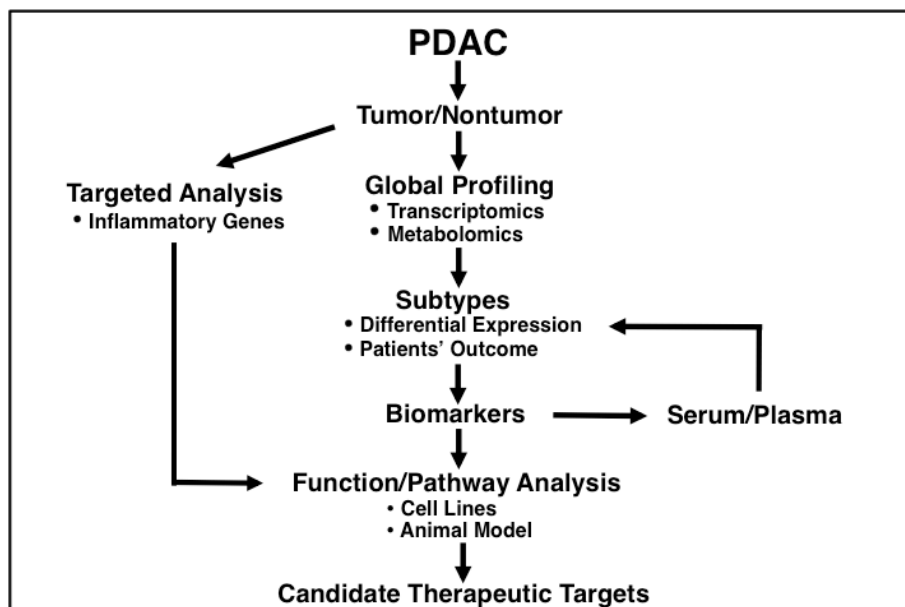 PDAC
Tumor/Nontumor
Targeted Analysis
• Inflammatory Genes
Global Profiling
• Transcriptomics
• Metabolomics
Subtypes
• Differential Expression
• Patients’ Outcome
Biomarkers
Serum/Plasma
Function/Pathway Analysis
• Cell Lines
• Animal Model
Candidate Therapeutic Targets